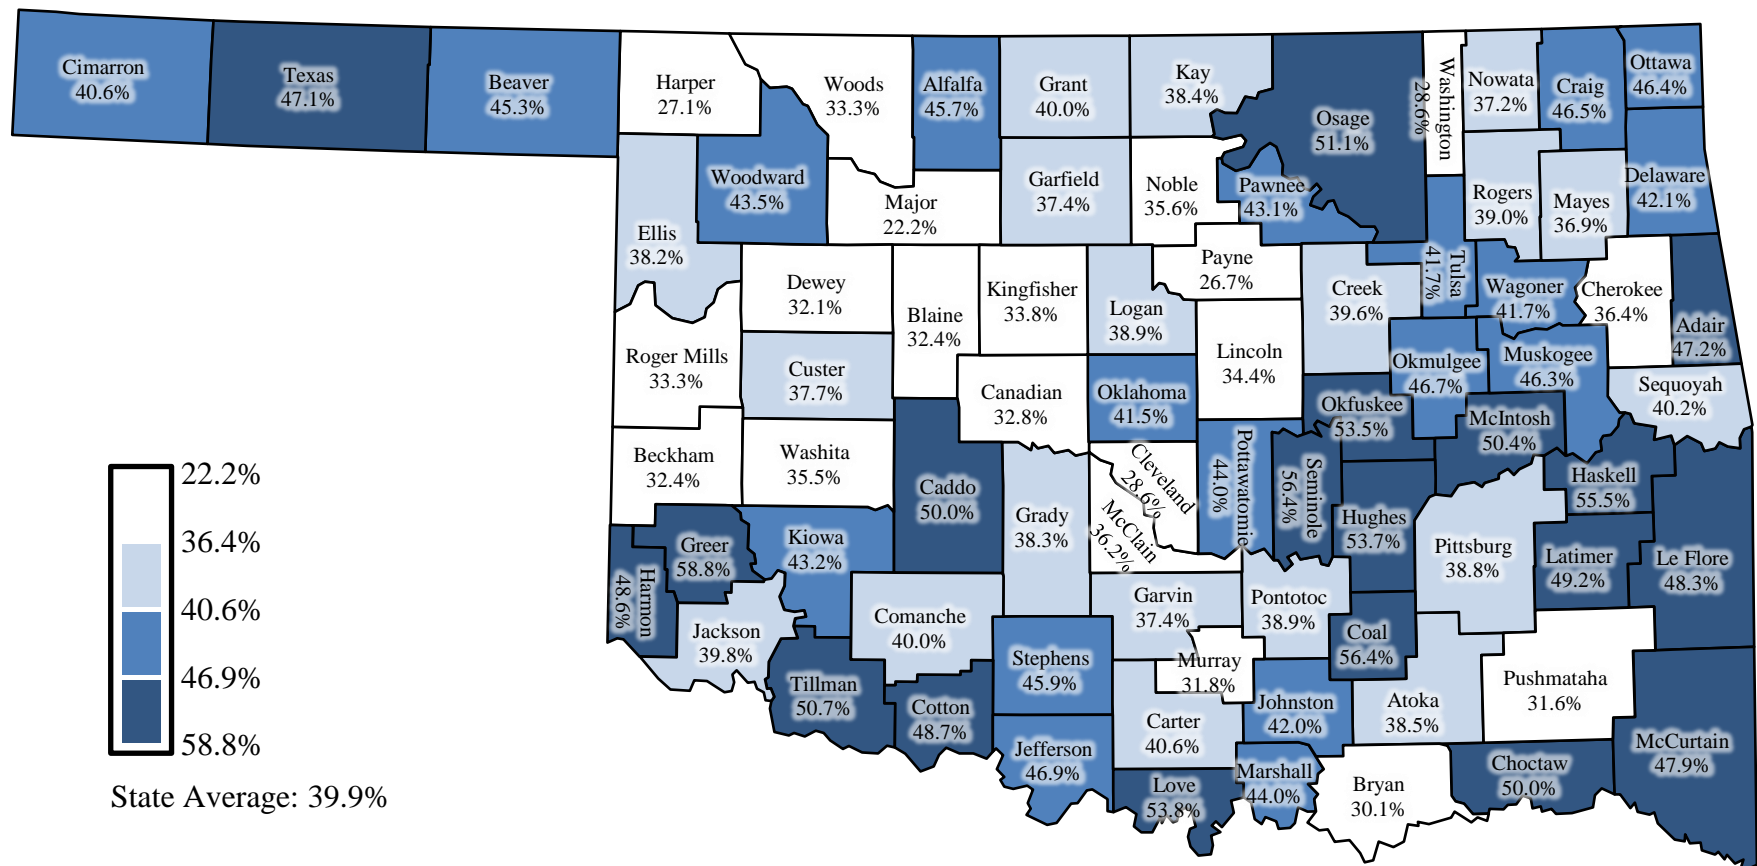 Cimarron
40.6%
Texas
47.1%
Beaver
45.3%
Harper
27.1%
Woods
33.3%
Alfalfa
45.7%
Grant
40.0%
Kay
38.4%
Osage
51.1%
Washington
28.6%
Nowata
37.2%
Craig
46.5%
Ottawa
46.4%
Woodward
43.5%
Major
22.2%
Garfield
37.4%
Noble
35.6%
Pawnee
43.1%
Rogers
39.0%
Mayes
36.9%
Delaware
42.1%
Ellis
38.2%
Dewey
32.1%
Blaine
32.4%
Kingfisher
33.8%
Logan
38.9%
Payne
26.7%
Creek
39.6%
Tulsa
41.7%
Wagoner
41.7%
Cherokee
36.4%
Adair
47.2%
Roger Mills
33.3%
Custer
37.7%
Canadian
32.8%
Oklahoma
41.5%
Lincoln
34.4%
Okmulgee
46.7%
Muskogee
46.3%
Sequoyah
40.2%
Okfuskee
53.5%
McIntosh
50.4%
Beckham
32.4%
Washita
35.5%
Caddo
50.0%
Grady
38.3%
Cleveland
28.6%
McClain
36.2%
Pottawatomie
44.0%
Seminole
56.4%
Hughes
53.7%
Haskell
55.5%
Pittsburg
38.8%
Latimer
49.2%
Le Flore
48.3%
Harmon
48.6%
Greer
58.8%
Kiowa
43.2%
Jackson
39.8%
Comanche
40.0%
Garvin
37.4%
Pontotoc
38.9%
Coal
56.4%
Tillman
50.7%
Cotton
48.7%
Stephens
45.9%
Murray
31.8%
Johnston
42.0%
Atoka
38.5%
Pushmataha
31.6%
Carter
40.6%
Jefferson
46.9%
Love
53.8%
Marshall
44.0%
Bryan
30.1%
Choctaw
50.0%
McCurtain
47.9%
22.2%
36.4%
40.6%
46.9%
58.8%
State Average: 39.9%